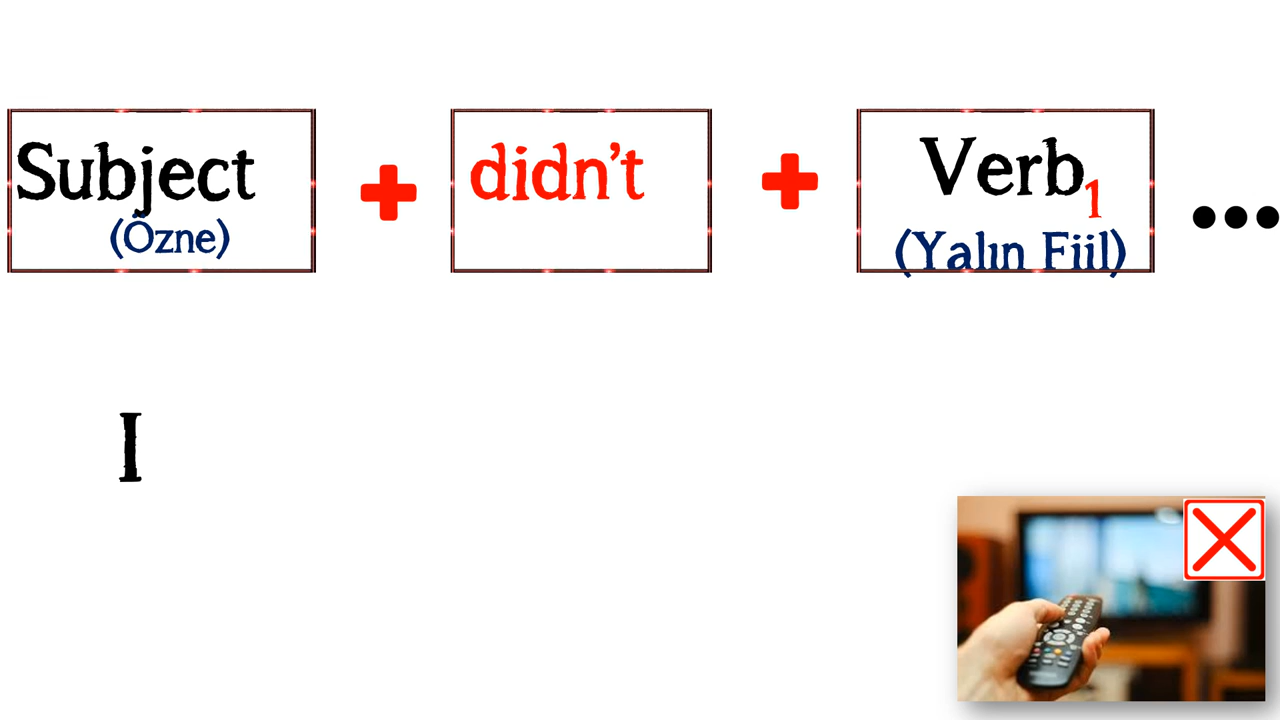 Subject + didn't + Verb1 ...
(Özne) (Yalın Fiil)
I